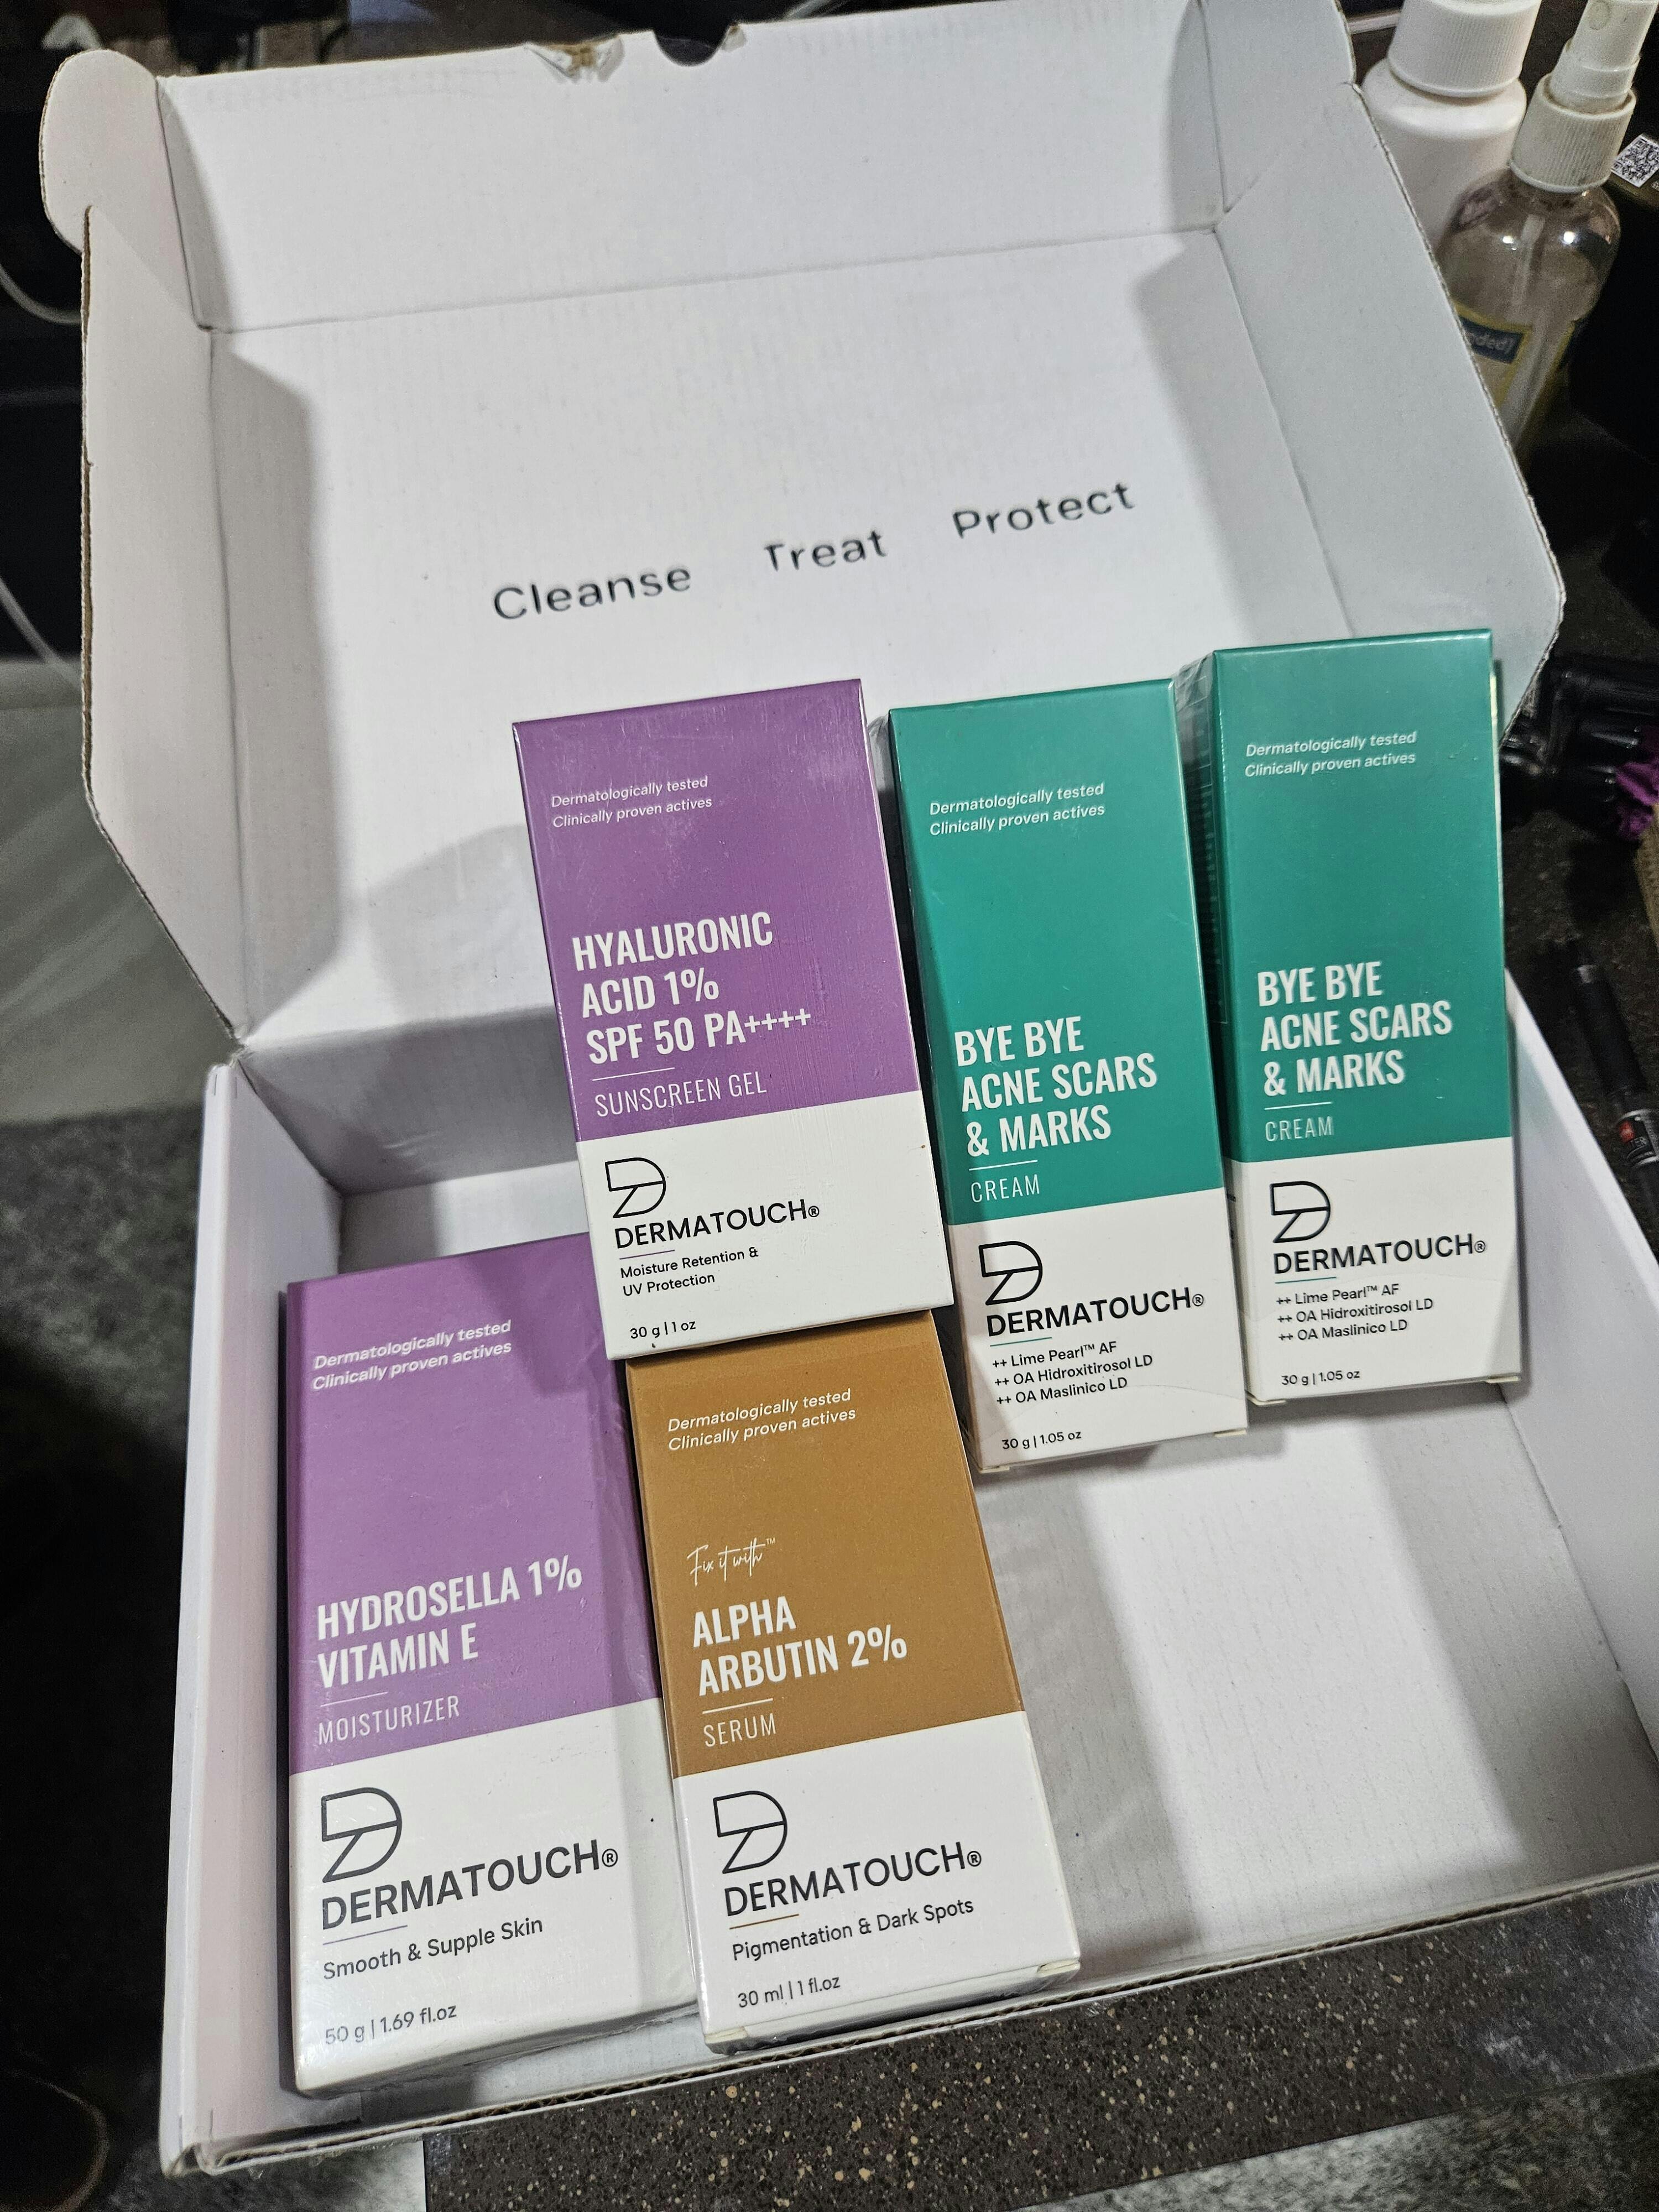 Cleanse Treat Protect
Dermatologically tested
Clinically proven actives
HYALURONIC
ACID 1%
SPF 50 PA++++
SUNSCREEN GEL
DERMATOUCH®
Moisture Retention &
UV Protection
30 g | 1 oz
Dermatologically tested
Clinically proven actives
BYE BYE
ACNE SCARS
& MARKS
CREAM
DERMATOUCH®
++ Lime Pearl™ AF
++ OA Hidroxitirosol LD
++ OA Maslinico LD
30 g | 1.05 oz
Dermatologically tested
Clinically proven actives
BYE BYE
ACNE SCARS
& MARKS
CREAM
DERMATOUCH®
++ Lime Pearl™ AF
++ OA Hidroxitirosol LD
++ OA Maslinico LD
30 g | 1.05 oz
Dermatologically tested
Clinically proven actives
HYDROSELLA 1%
VITAMIN E
MOISTURIZER
DERMATOUCH®
Smooth & Supple Skin
50 g | 1.69 fl.oz
Dermatologically tested
Clinically proven actives
Fix it with™
ALPHA
ARBUTIN 2%
SERUM
DERMATOUCH®
Pigmentation & Dark Spots
30 ml | 1 fl.oz